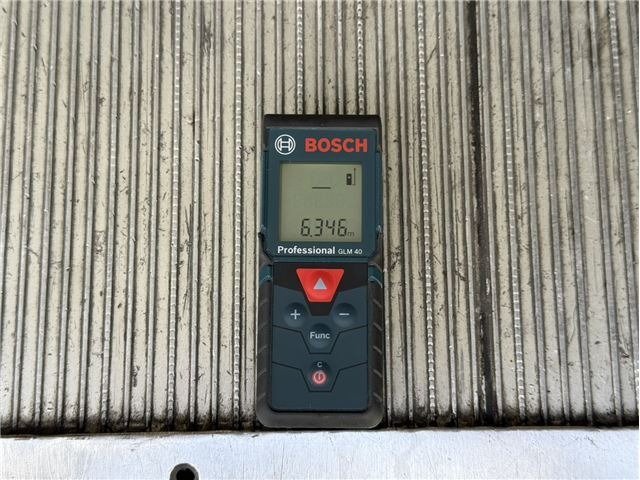 BOSCH
6.346m
Professional GLM 40
+ −
Func
C